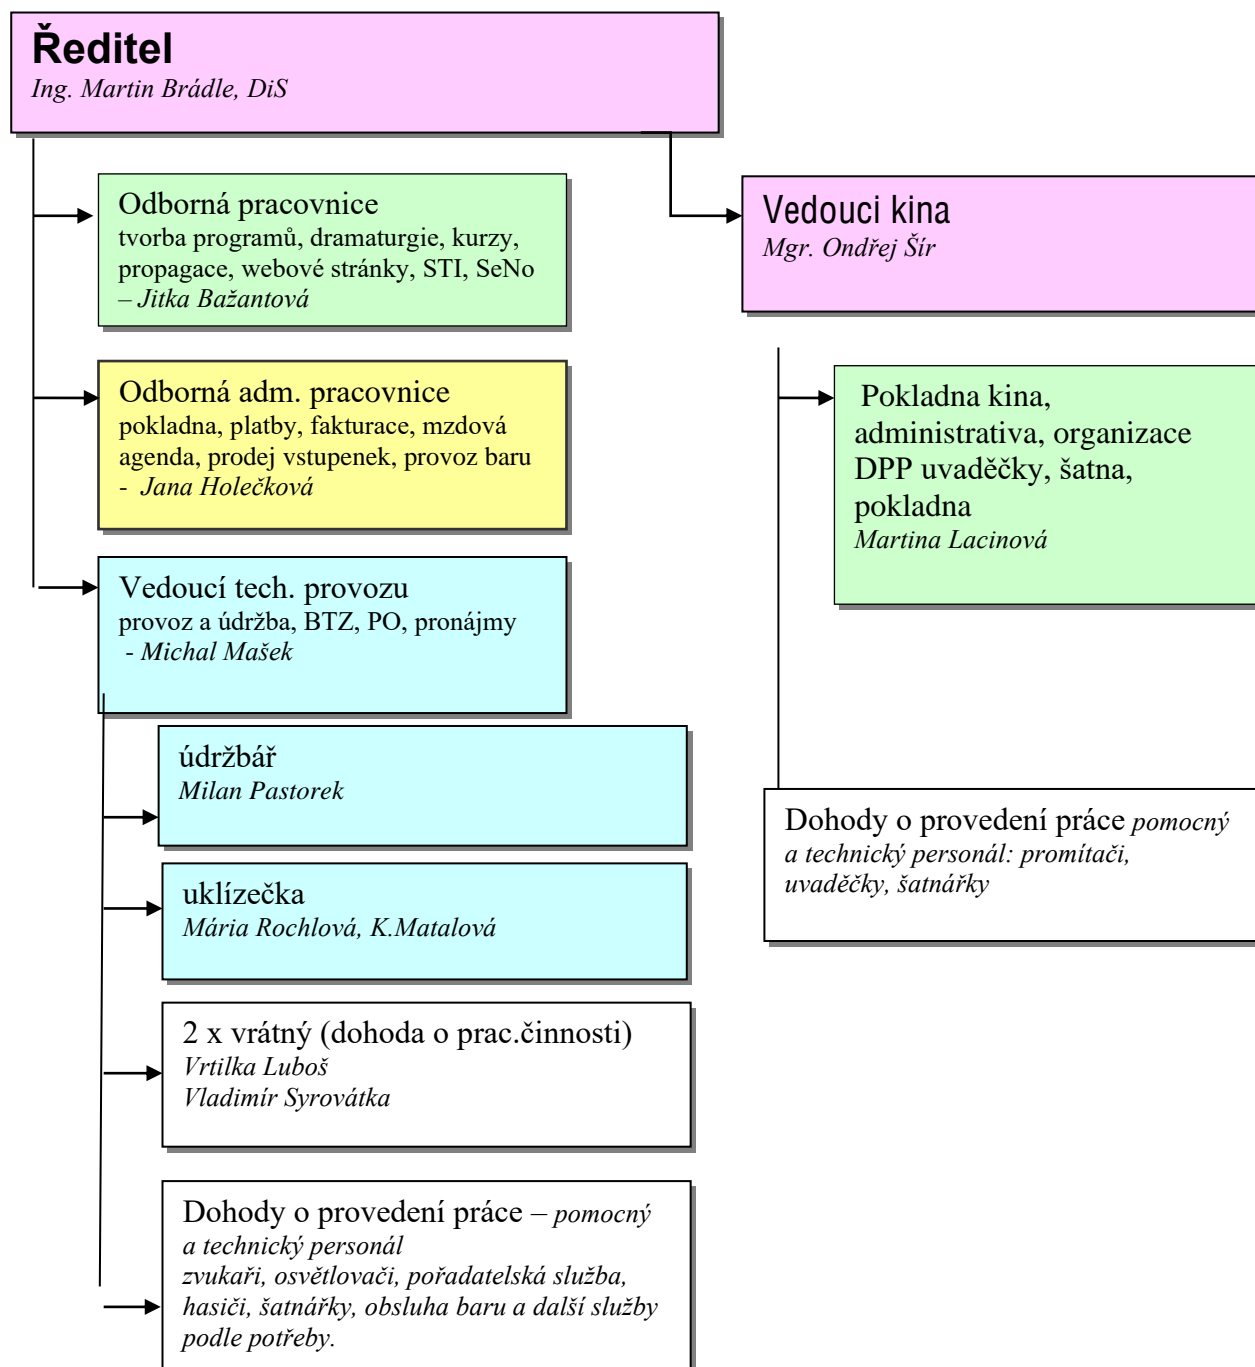 Ředitel
Ing. Martin Brádle, DiS
Odborná pracovnice
tvorba programů, dramaturgie, kurzy,
propagace, webové stránky, STI, SeNo
– Jitka Bažantová
Odborná adm. pracovnice
pokladna, platby, fakturace, mzdová
agenda, prodej vstupenek, provoz baru
- Jana Holečková
Vedoucí tech. provozu
provoz a údržba, BTZ, PO, pronájmy
- Michal Mašek
údržbář
Milan Pastorek
uklízečka
Mária Rochlová, K.Matalová
2 x vrátný (dohoda o prac.činnosti)
Vrtilka Luboš
Vladimír Syrovátka
Dohody o provedení práce – pomocný
a technický personál
zvukaři, osvětlovači, pořadatelská služba,
hasiči, šatnářky, obsluha baru a další služby
podle potřeby.
Vedouci kina
Mgr. Ondřej Šír
Pokladna kina,
administrativa, organizace
DPP uvaděčky, šatna,
pokladna
Martina Lacinová
Dohody o provedení práce pomocný
a technický personál: promítači,
uvaděčky, šatnářky